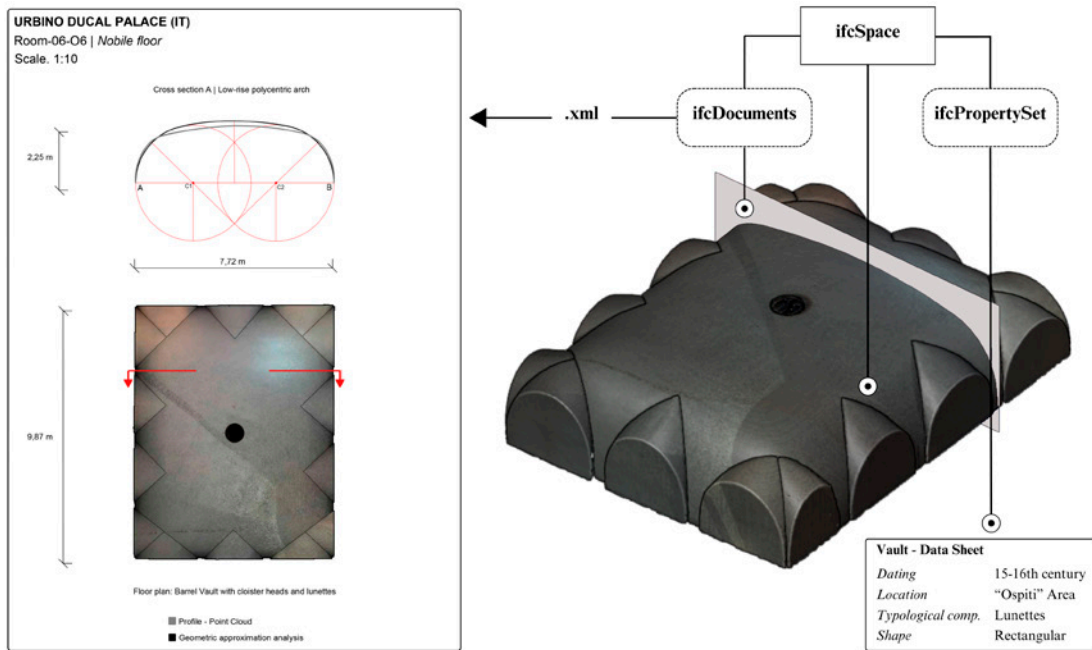 URBINO DUCAL PALACE (IT)
Room-06-O6 | Nobile floor
Scale. 1:10
Cross section A | Low-rise polycentric arch
2,25 m
A
C1
C2
B
7,72 m
9,87 m
Floor plan: Barrel Vault with cloister heads and lunettes
Profile - Point Cloud
Geometric approximation analysis
ifcSpace
.xml
ifcDocuments
ifcPropertySet
Vault - Data Sheet
Dating 15-16th century
Location “Ospiti” Area
Typological comp. Lunettes
Shape Rectangular